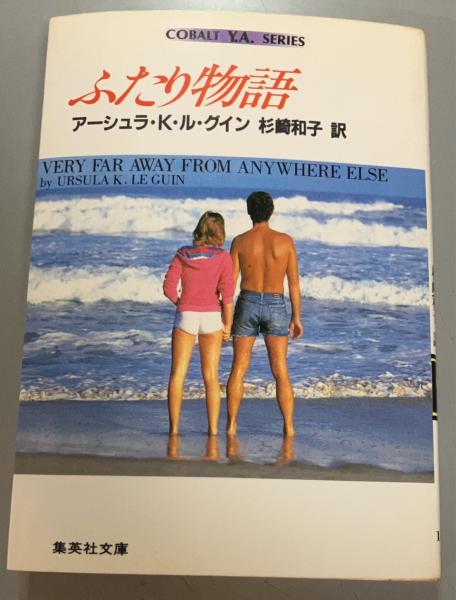 COBALT Y.A. SERIES
ふたり物語
アーシュラ・K・ル・グイン 杉崎和子 訳
VERY FAR AWAY FROM ANYWHERE ELSE
by URSULA K. LE GUIN
集英社文庫